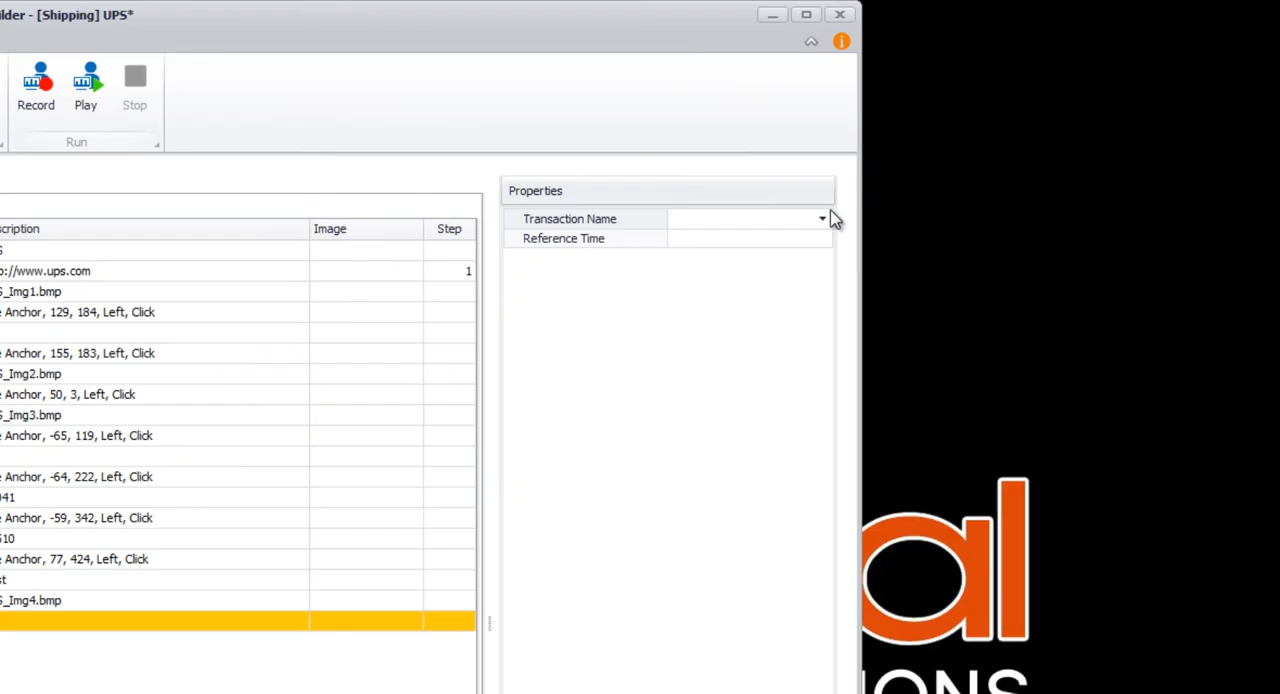 ilder - [Shipping] UPS*
i
Record Play Stop
Run
Properties
Transaction Name
Reference Time
scription Image Step
S
p://www.ups.com 1
S_Img1.bmp
e Anchor, 129, 184, Left, Click
e Anchor, 155, 183, Left, Click
S_Img2.bmp
e Anchor, 50, 3, Left, Click
S_Img3.bmp
e Anchor, -65, 119, Left, Click
e Anchor, -64, 222, Left, Click
041
e Anchor, -59, 342, Left, Click
510
e Anchor, 77, 424, Left, Click
st
S_Img4.bmp
al
IONS